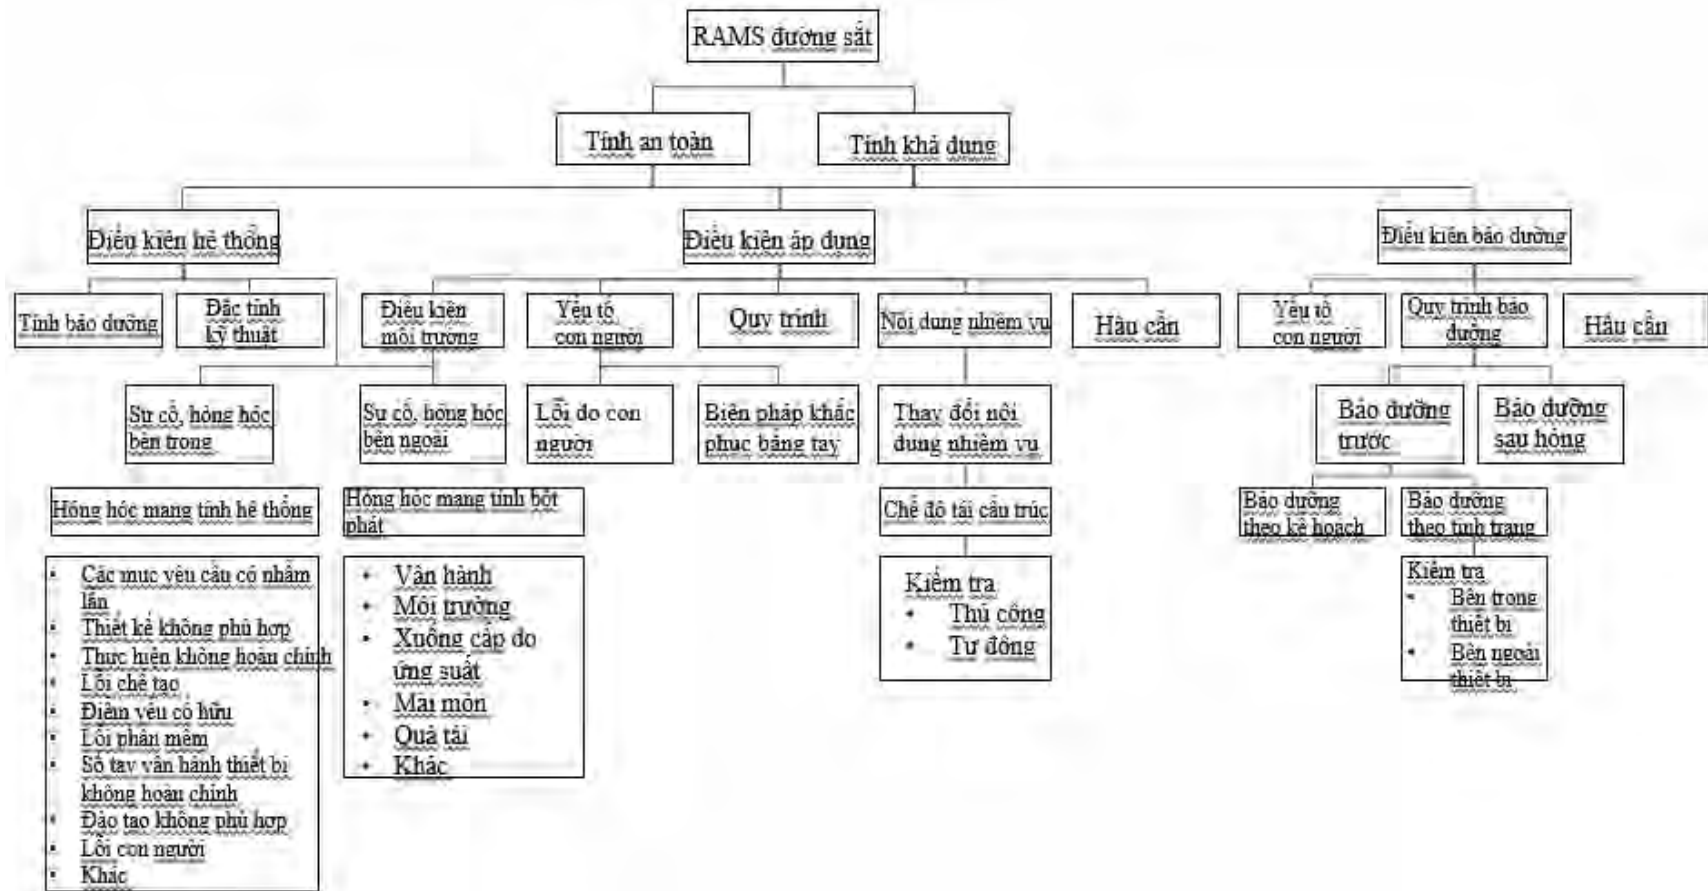 RAMS đường sắt
Tính an toàn
Tính khả dụng
Điều kiện hệ thống
Điều kiện áp dụng
Điều kiện bảo dưỡng
Tính bảo dưỡng
Đặc tính
kỹ thuật
Điều kiện
môi trường
Yếu tố
con người
Quy trình
Nội dung nhiệm vụ
Hậu cần
Yếu tố
con người
Quy trình bảo
dưỡng
Hậu cần
Sự cố, hỏng hóc
bên trong
Sự cố, hỏng hóc
bên ngoài
Lỗi do con
người
Biện pháp khắc
phục bằng tay
Thay đổi nội
dung nhiệm vụ
Bảo dưỡng
trước
Bảo dưỡng
sau hỏng
Hỏng hóc mang tính hệ thống
Hỏng hóc mang tính bột
phát
Chế độ tái cấu trúc
Bảo dưỡng
theo kế hoạch
Bảo dưỡng
theo tình trạng
• Các mục yêu cầu có nhầm
lẫn
• Thiết kế không phù hợp
• Thực hiện không hoàn chỉnh
• Lỗi chế tạo
• Điểm yếu cố hữu
• Lỗi phần mềm
• Sổ tay vận hành thiết bị
không hoàn chỉnh
• Đào tạo không phù hợp
• Lỗi con người
• Khác
• Vận hành
• Môi trường
• Xuống cấp do
ứng suất
• Mài mòn
• Quá tải
• Khác
Kiểm tra
• Thủ công
• Tự động
Kiểm tra
• Bên trong
thiết bị
• Bên ngoài
thiết bị